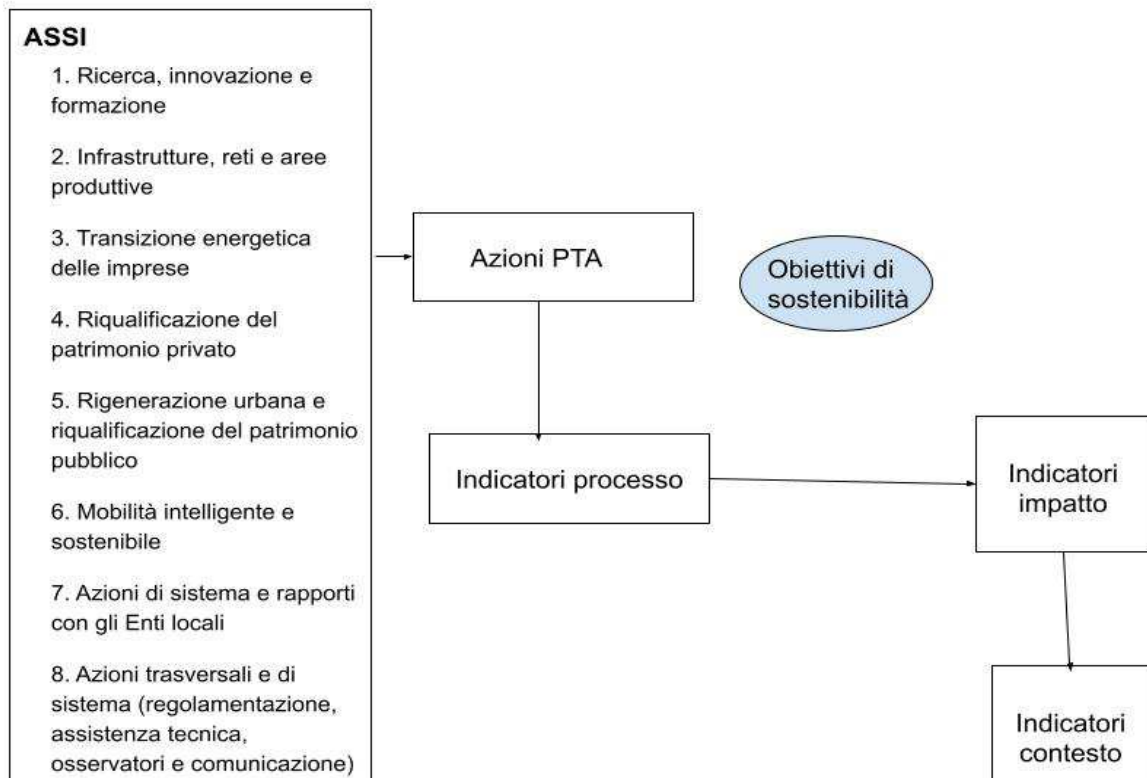 ASSI
1. Ricerca, innovazione e
formazione
2. Infrastrutture, reti e aree
produttive
3. Transizione energetica
delle imprese
4. Riqualificazione del
patrimonio privato
5. Rigenerazione urbana e
riqualificazione del patrimonio
pubblico
6. Mobilità intelligente e
sostenibile
7. Azioni di sistema e rapporti
con gli Enti locali
8. Azioni trasversali e di
sistema (regolamentazione,
assistenza tecnica,
osservatori e comunicazione)
Azioni PTA
Obiettivi di
sostenibilità
Indicatori processo
Indicatori
impatto
Indicatori
contesto